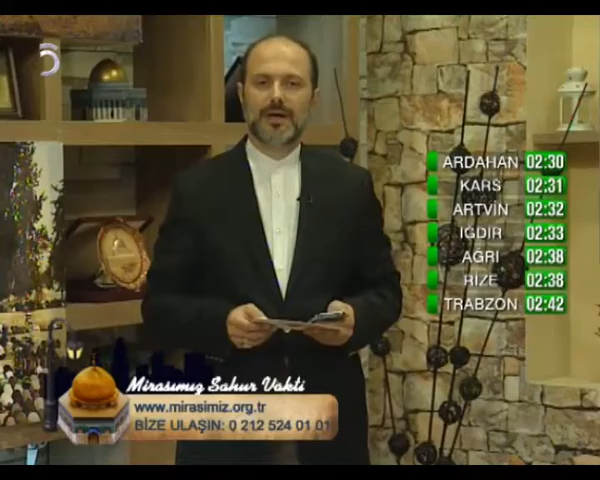 ARDAHAN 02:30
KARS 02:31
ARTVİN 02:32
IĞDIR 02:33
AĞRI 02:38
RİZE 02:38
TRABZON 02:42
Mirasımız Sahur Vakti
www.mirasimiz.org.tr
BİZE ULAŞIN: 0 212 524 01 01